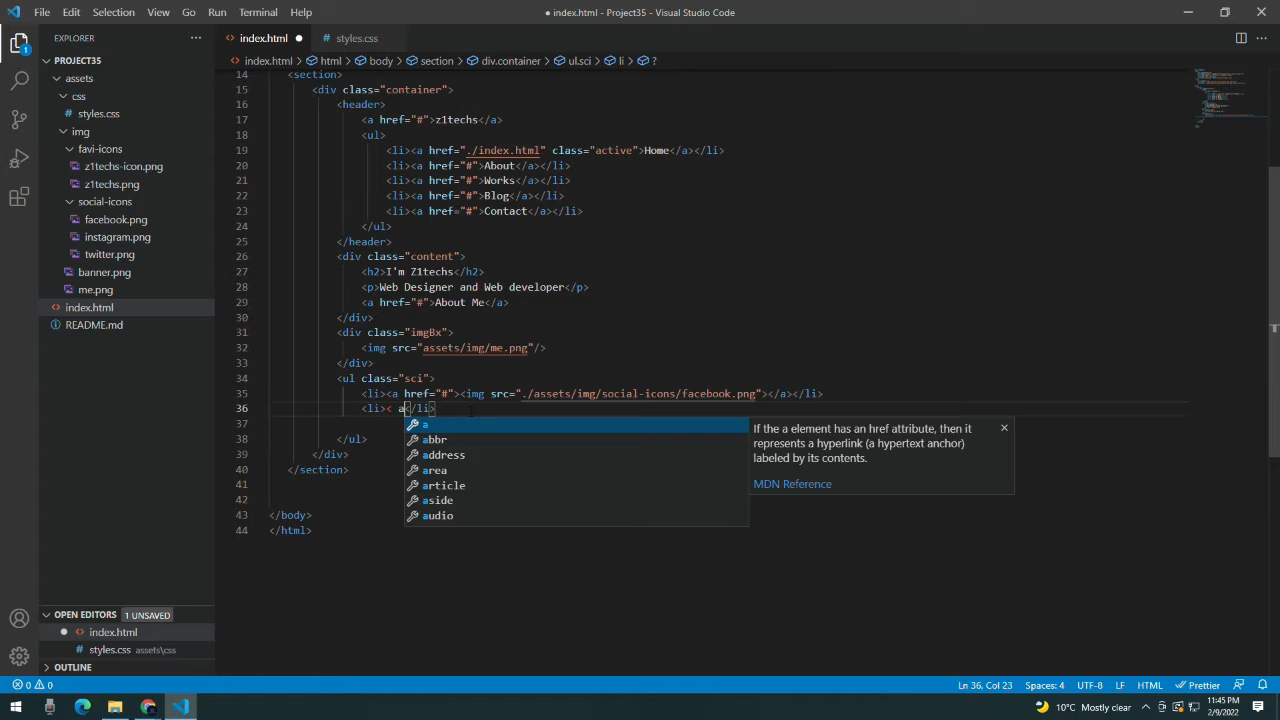 File Edit Selection View Go Run Terminal Help
● index.html - Project35 - Visual Studio Code
EXPLORER ···
PROJECT35
assets
css
# styles.css
img
favi-icons
z1techs-icon.png
z1techs.png
social-icons
facebook.png
instagram.png
twitter.png
banner.png
me.png
<> index.html
README.md
OPEN EDITORS 1 UNSAVED
● <> index.html
# styles.css assets\css
OUTLINE
<> index.html ●
# styles.css
<> index.html > html > body > section > div.container > ul.sci > li > ?
14 <section>
15 <div class="container">
16 <header>
17 <a href="#">z1techs</a>
18 <ul>
19 <li><a href="./index.html" class="active">Home</a></li>
20 <li><a href="#">About</a></li>
21 <li><a href="#">Works</a></li>
22 <li><a href="#">Blog</a></li>
23 <li><a href="#">Contact</a></li>
24 </ul>
25 </header>
26 <div class="content">
27 <h2>I'm Z1techs</h2>
28 <p>Web Designer and Web developer</p>
29 <a href="#">About Me</a>
30 </div>
31 <div class="imgBx">
32 <img src="assets/img/me.png"/>
33 </div>
34 <ul class="sci">
35 <li><a href="#"><img src="./assets/img/social-icons/facebook.png"></a></li>
36 <li>< a</li>
37
38 </ul>
39 </div>
40 </section>
41
42
43 </body>
44 </html>
a
abbr
address
area
article
aside
audio
If the a element has an href attribute, then it
represents a hyperlink (a hypertext anchor)
labeled by its contents.
MDN Reference
0 0
Ln 36, Col 23 Spaces: 4 UTF-8 LF HTML Prettier
10°C Mostly clear
11:45 PM
2/9/2022
1